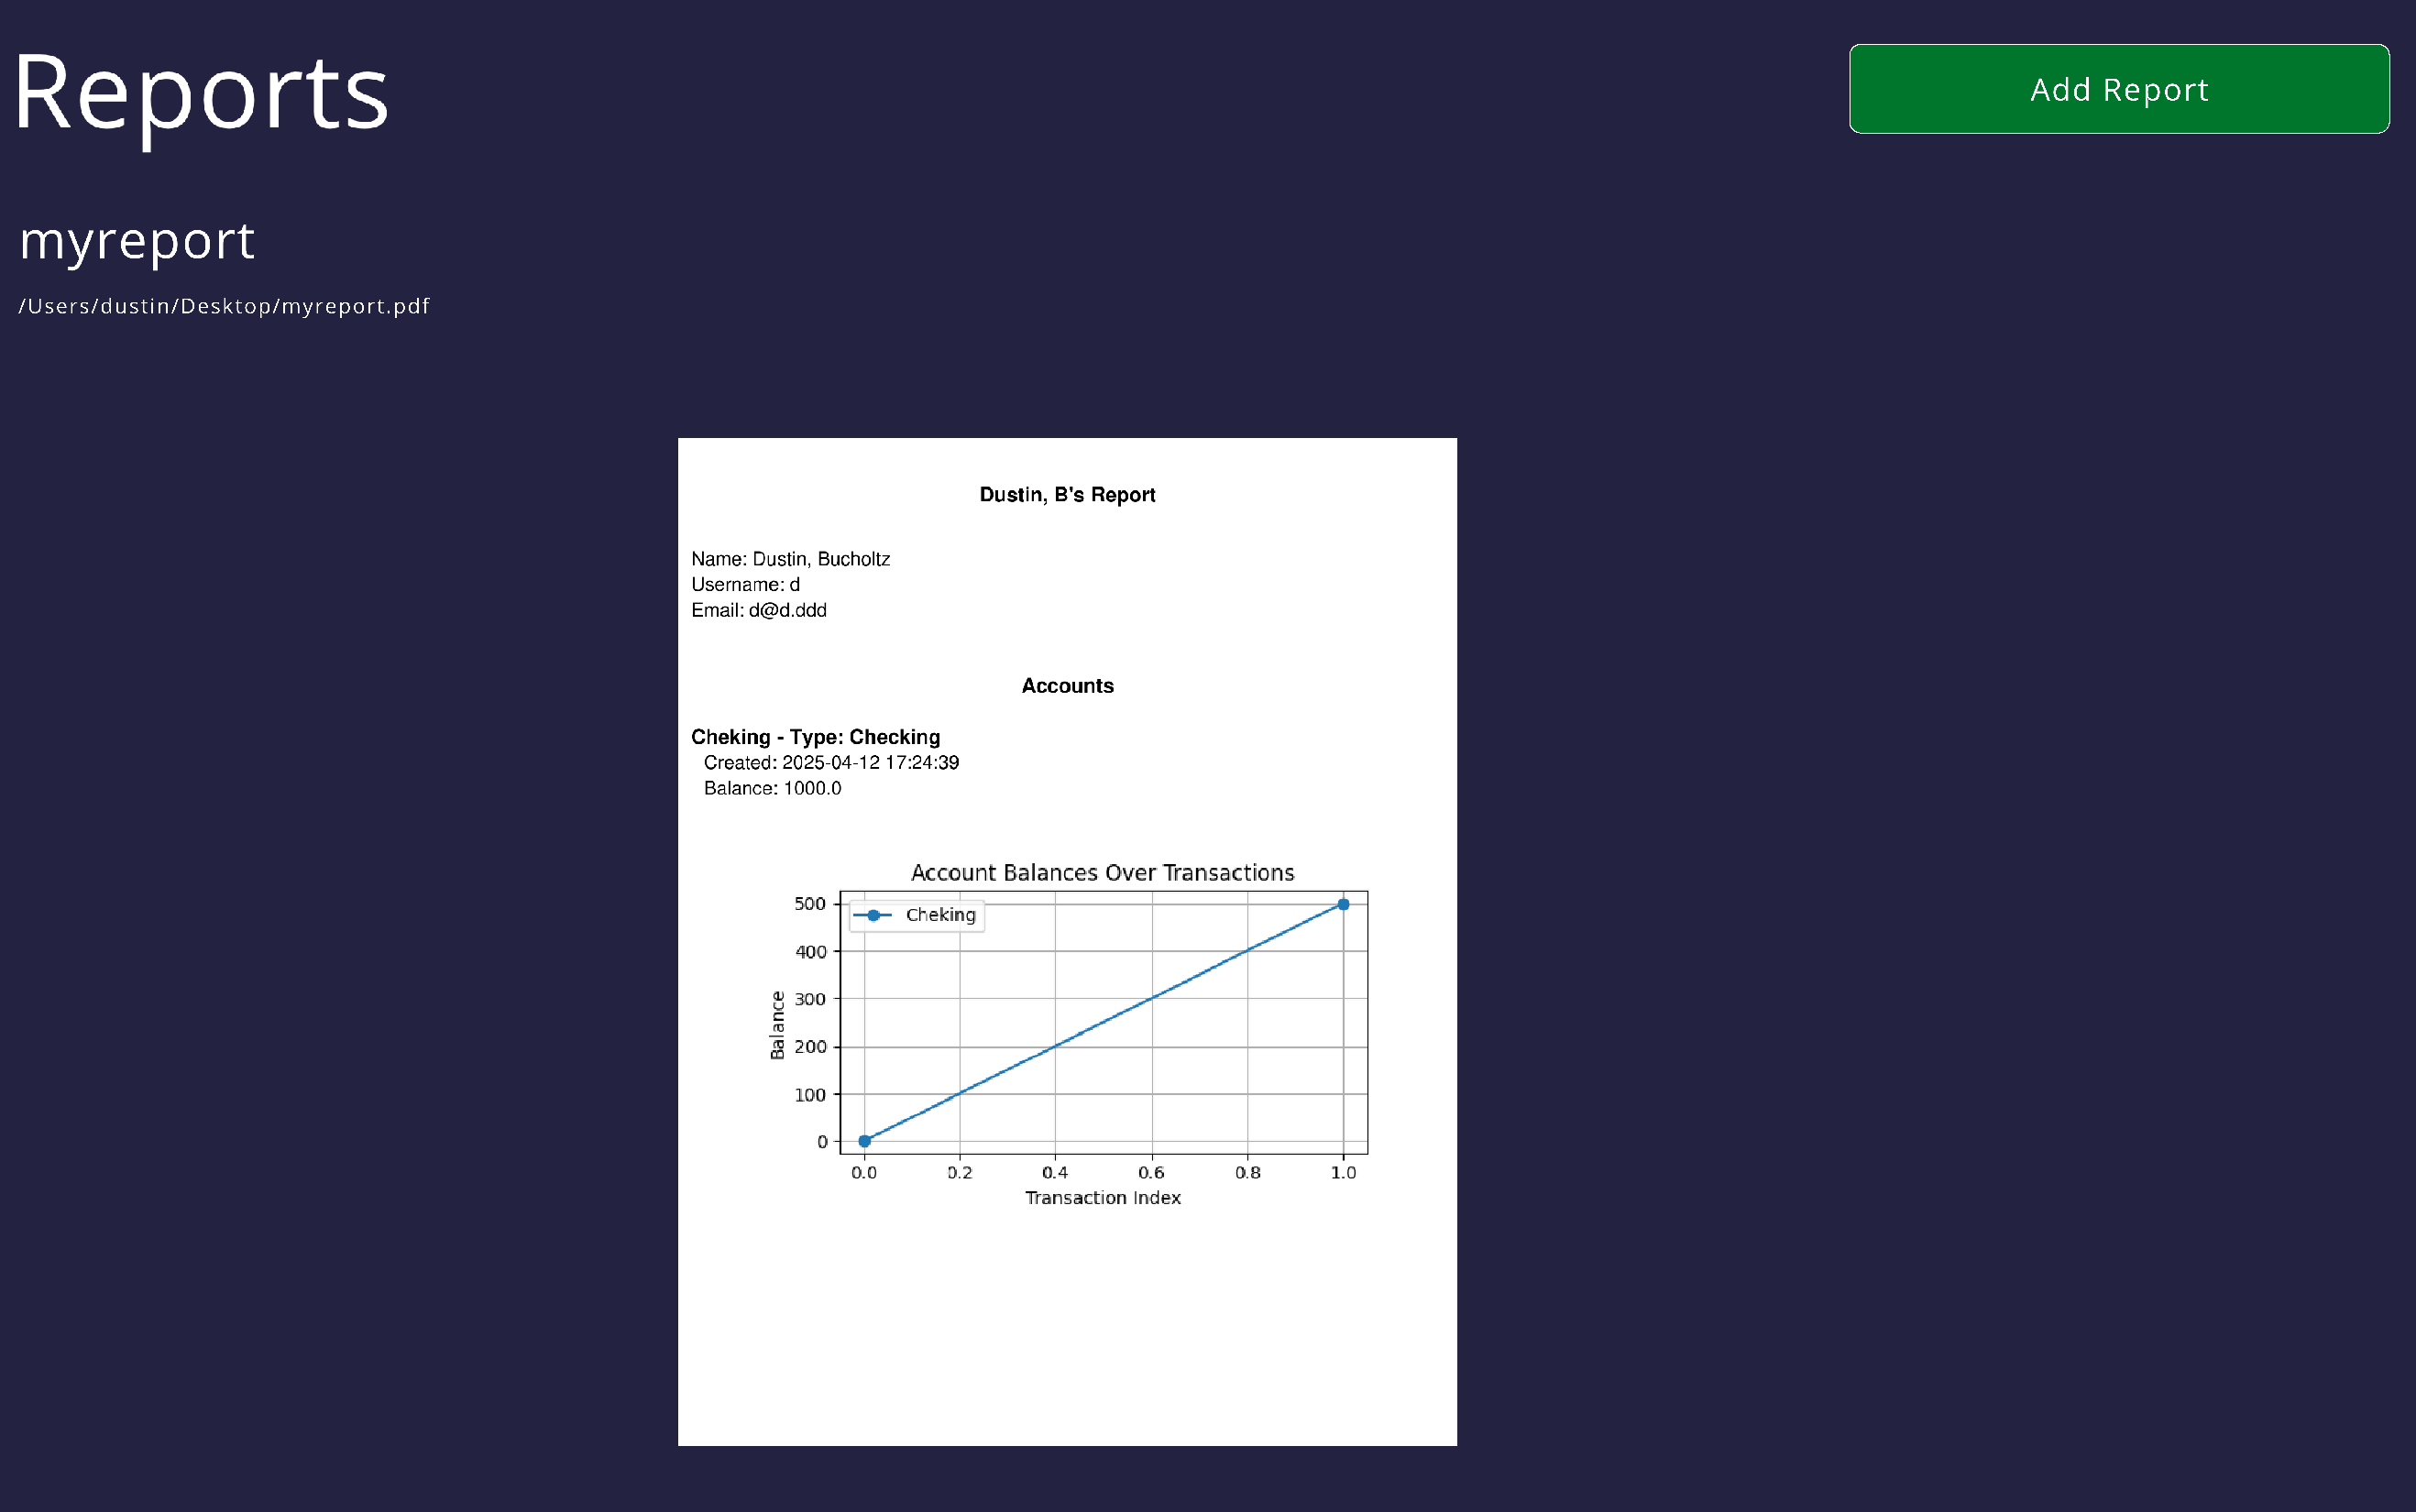 Reports
Add Report
myreport
/Users/dustin/Desktop/myreport.pdf
Dustin, B's Report
Name: Dustin, Bucholtz
Username: d
Email: d@d.ddd
Accounts
Cheking - Type: Checking
Created: 2025-04-12 17:24:39
Balance: 1000.0
Account Balances Over Transactions
Cheking
500
400
300
200
100
0
Balance
0.0 0.2 0.4 0.6 0.8 1.0
Transaction Index